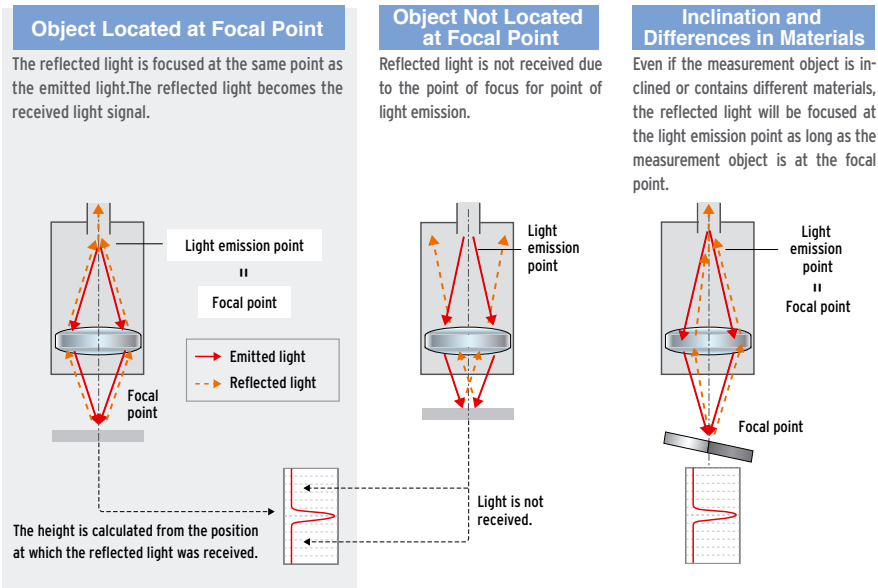 Object Located at Focal Point
The reflected light is focused at the same point as
the emitted light.The reflected light becomes the
received light signal.
Light emission point
=
Focal point
Emitted light
Reflected light
Focal
point
The height is calculated from the position
at which the reflected light was received.
Object Not Located
at Focal Point
Reflected light is not received due
to the point of focus for point of
light emission.
Light
emission
point
Light is not
received.
Inclination and
Differences in Materials
Even if the measurement object is in-
clined or contains different materials,
the reflected light will be focused at
the light emission point as long as the
measurement object is at the focal
point.
Light
emission
point
=
Focal point
Focal point